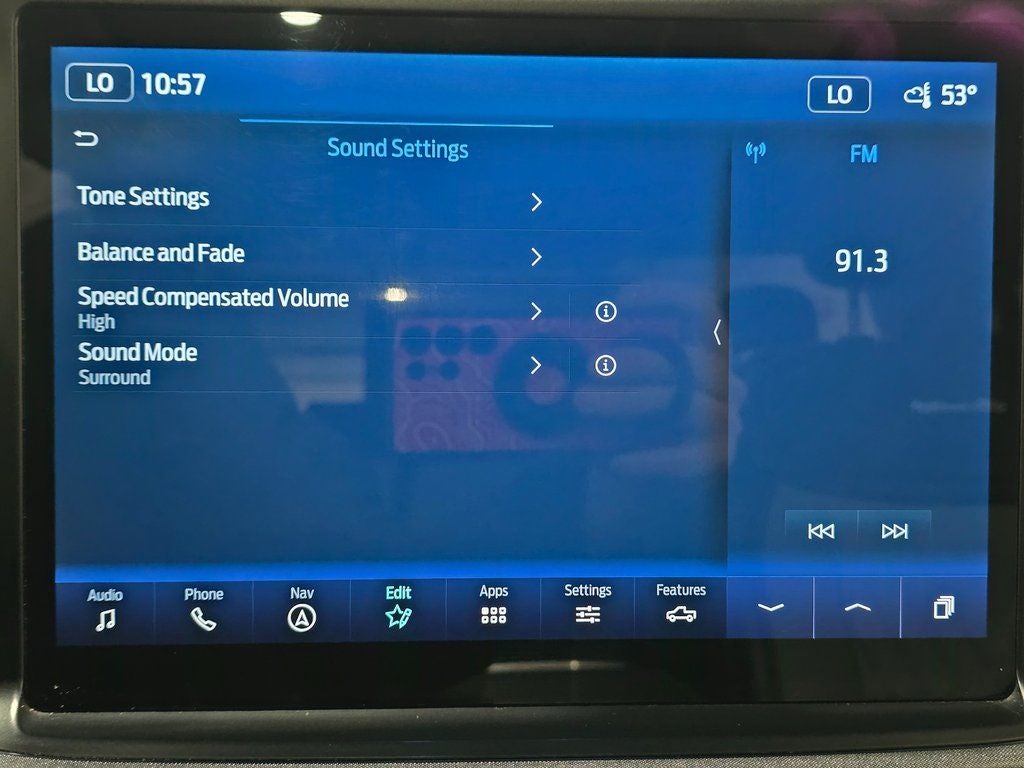 LO 10:57
LO 53°
Sound Settings
FM
Tone Settings
Balance and Fade
91.3
Speed Compensated Volume
High
Sound Mode
Surround
Audio
Phone
Nav
Edit
Apps
Settings
Features